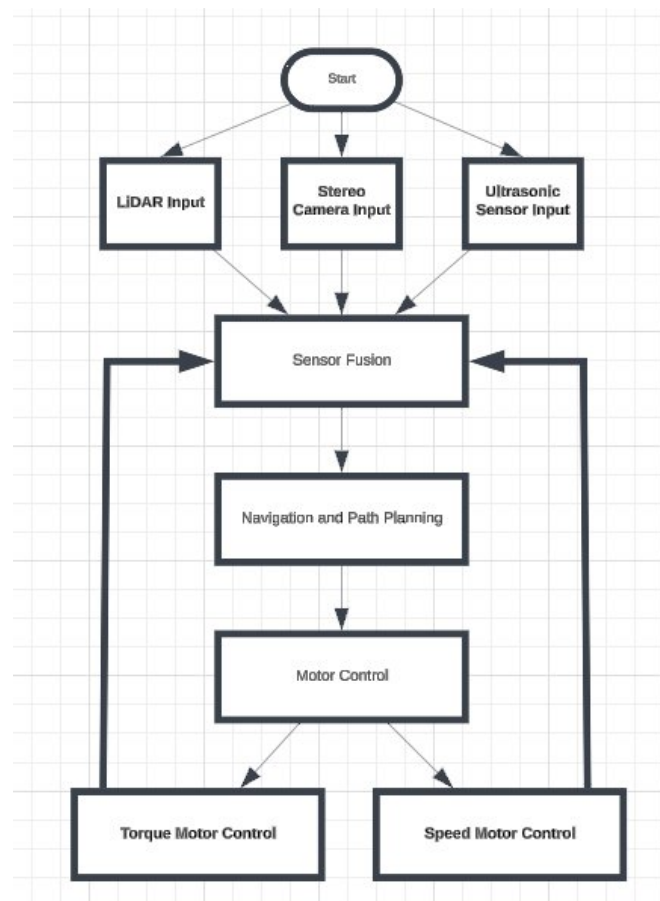 Start
LiDAR Input
Stereo
Camera Input
Ultrasonic
Sensor input
Sensor Fusion
Navigation and Path Planning
Motor Control
Torque Motor Control
Speed Motor Control